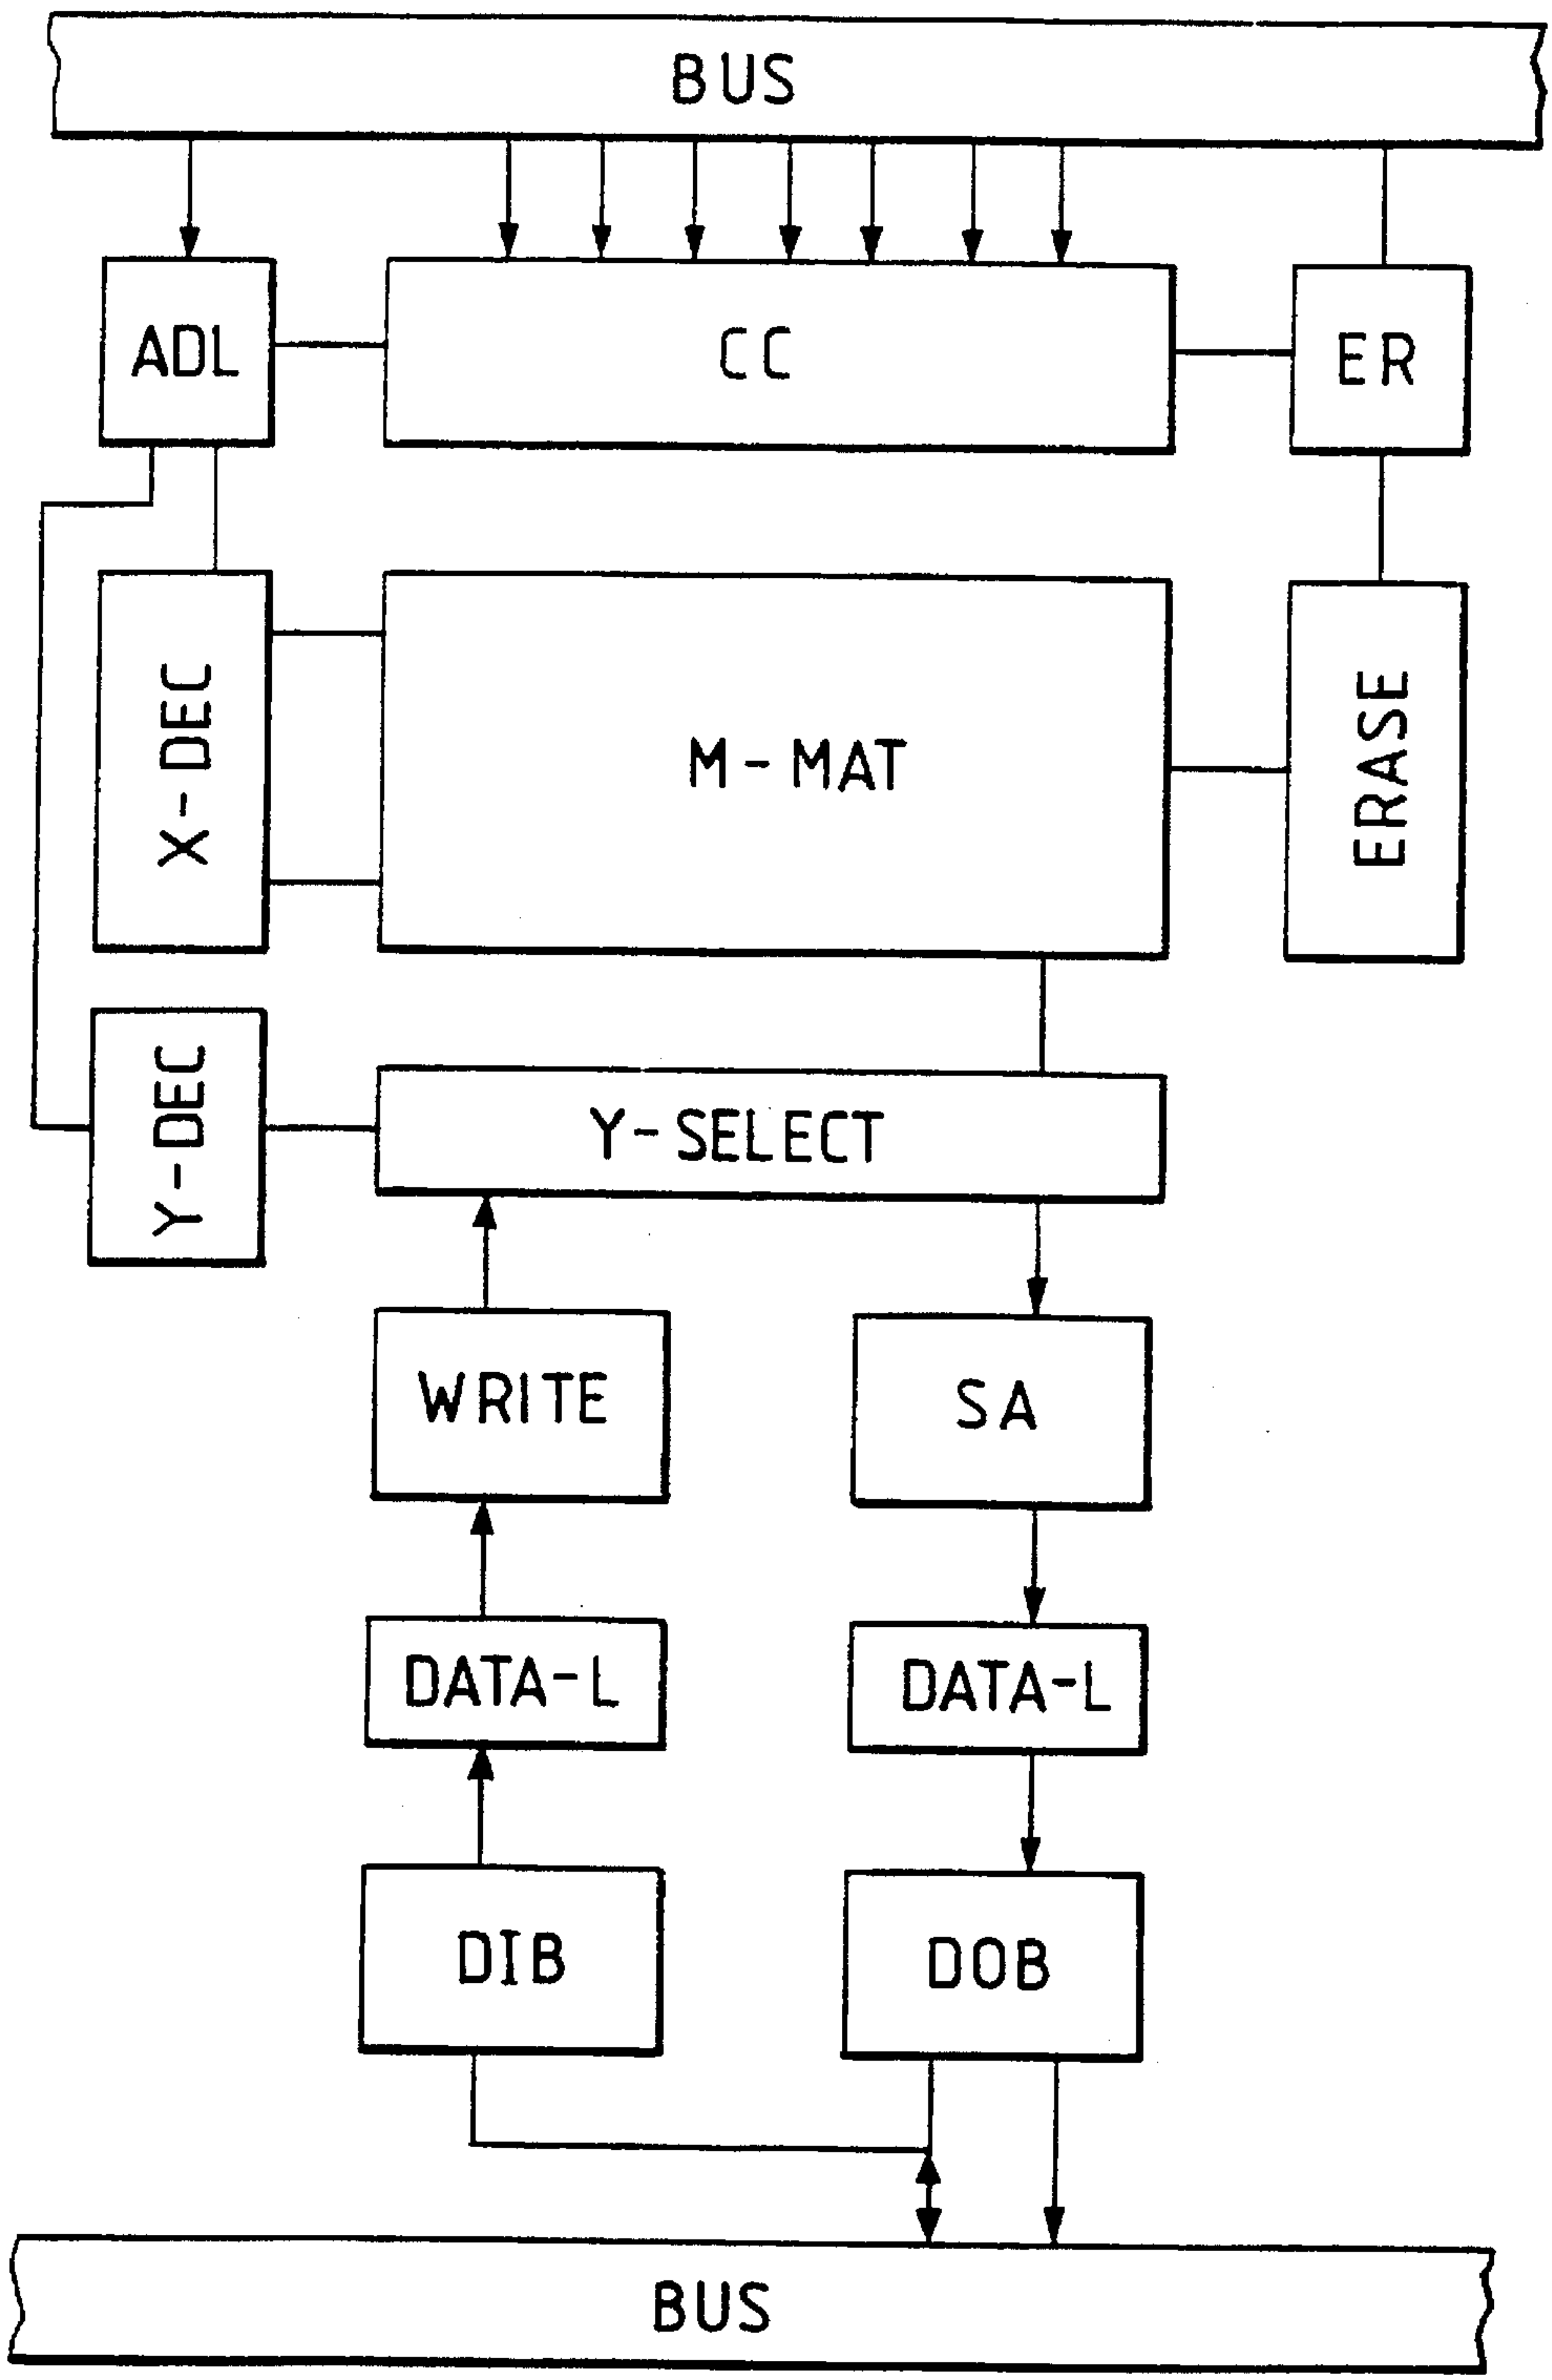 BUS
ADL
CC
ER
X-DEC
M-MAT
ERASE
Y-DEC
Y-SELECT
WRITE
SA
DATA-L
DATA-L
DIB
DOB
BUS